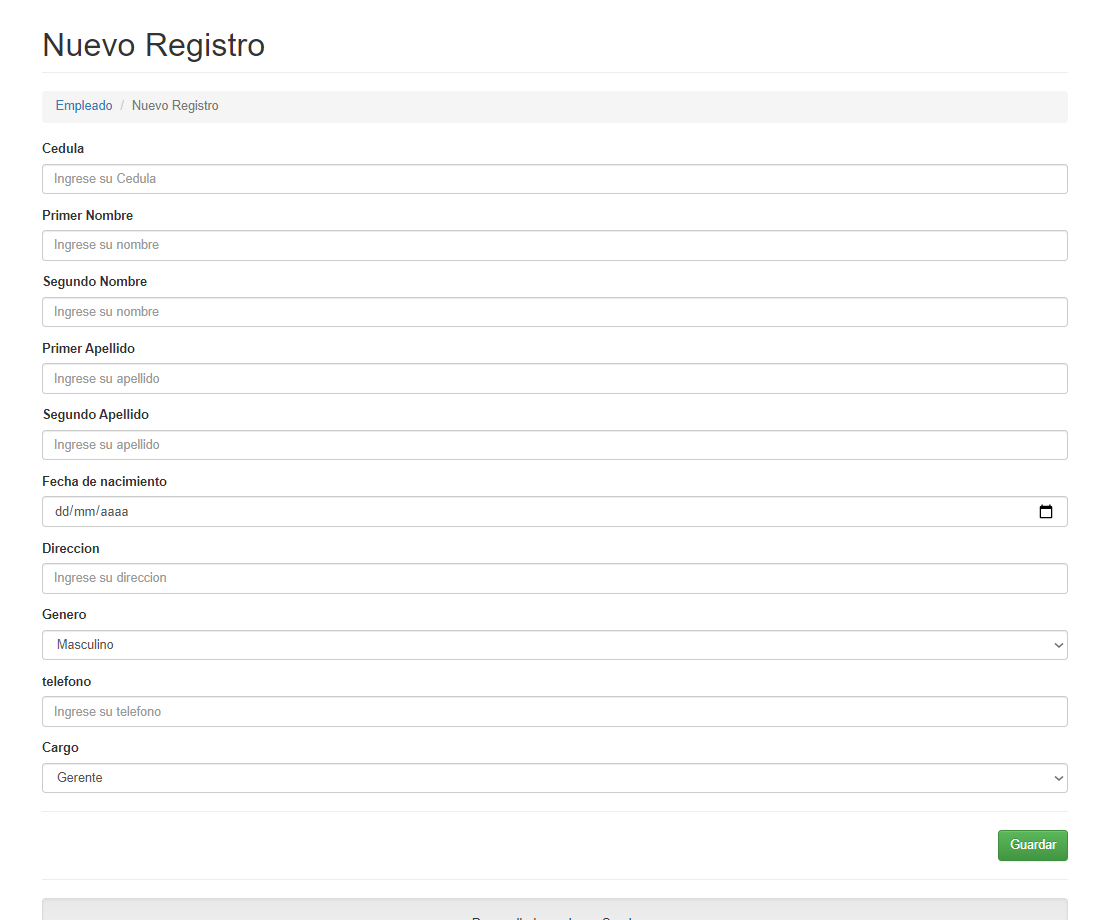 Nuevo Registro
Empleado / Nuevo Registro
Cedula
Ingrese su Cedula
Primer Nombre
Ingrese su nombre
Segundo Nombre
Ingrese su nombre
Primer Apellido
Ingrese su apellido
Segundo Apellido
Ingrese su apellido
Fecha de nacimiento
dd/mm/aaaa
Direccion
Ingrese su direccion
Genero
Masculino
telefono
Ingrese su telefono
Cargo
Gerente
Guardar